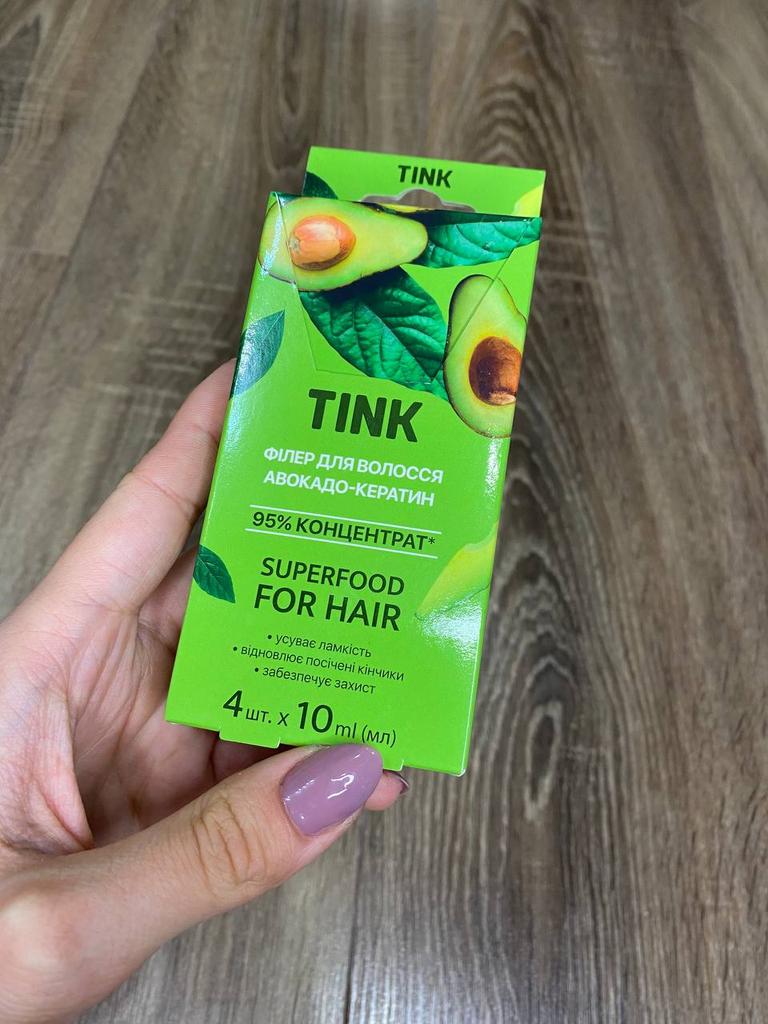 TINK
TINK
ФІЛЕР ДЛЯ ВОЛОССЯ
АВОКАДО-КЕРАТИН
95% КОНЦЕНТРАТ*
SUPERFOOD
FOR HAIR
• усуває ламкість
• відновлює посічені кінчики
• забезпечує захист
4 шт. x 10 ml (мл)